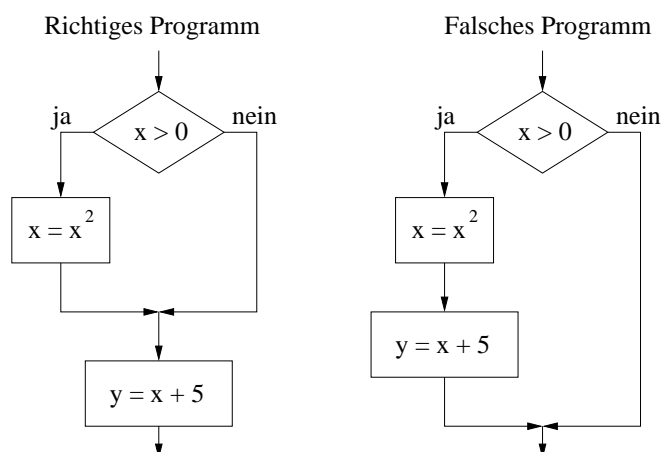 Richtiges Programm
ja
nein
x > 0
x = x²
y = x + 5
Falsches Programm
ja
nein
x > 0
x = x²
y = x + 5